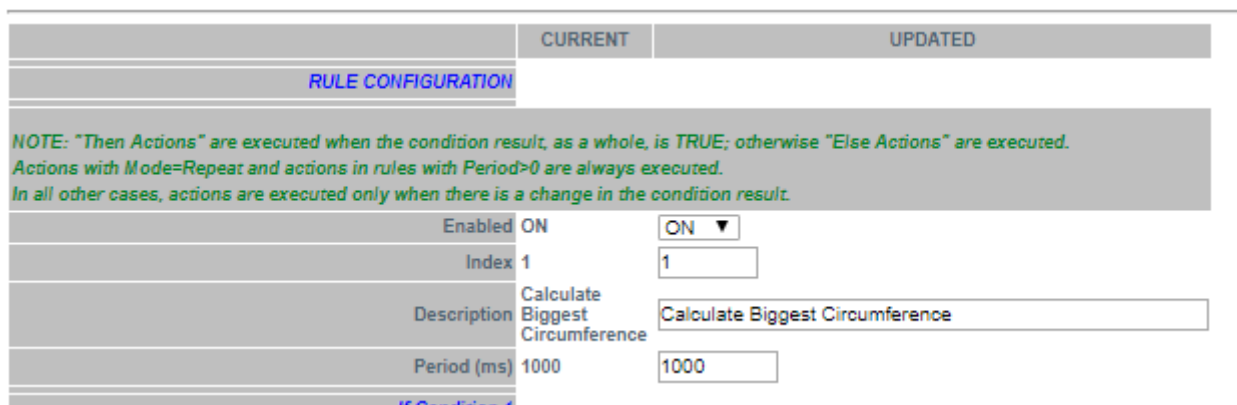 CURRENT UPDATED
RULE CONFIGURATION
NOTE: "Then Actions" are executed when the condition result, as a whole, is TRUE; otherwise "Else Actions" are executed.
Actions with Mode=Repeat and actions in rules with Period>0 are always executed.
In all other cases, actions are executed only when there is a change in the condition result.
Enabled ON ON
Index 1 1
Calculate
Description Biggest Calculate Biggest Circumference
Circumference
Period (ms) 1000 1000
If Condition 1